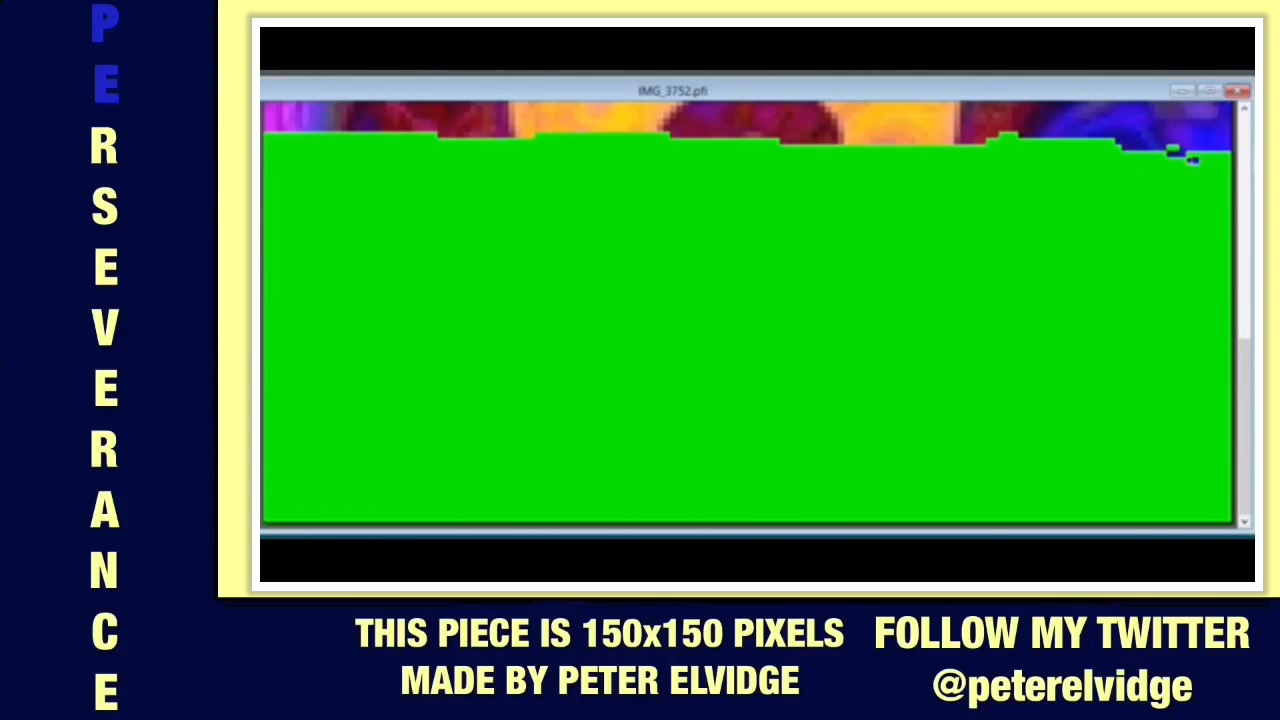 PERSEVERANCE
IMG_3752.pfi
THIS PIECE IS 150x150 PIXELS
MADE BY PETER ELVIDGE
FOLLOW MY TWITTER
@peterelvidge